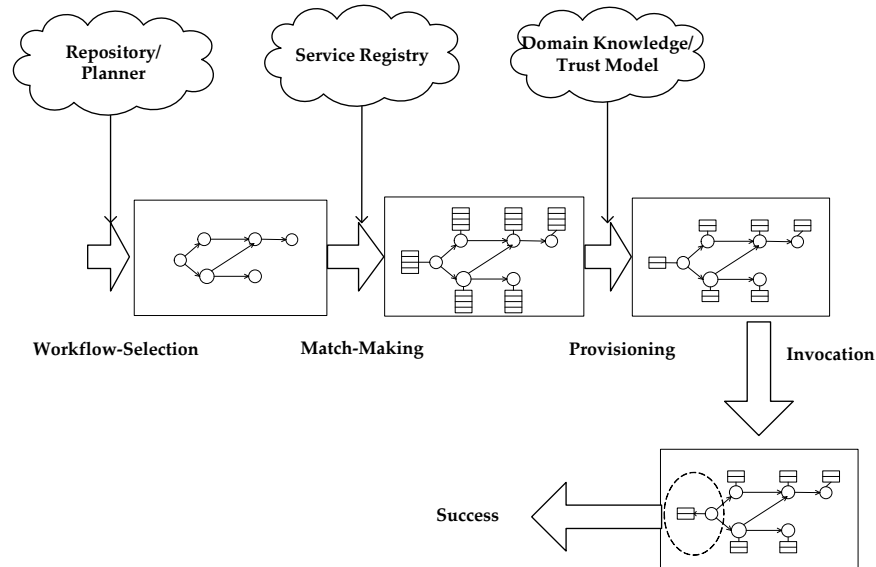 Repository/
Planner
Service Registry
Domain Knowledge/
Trust Model
Workflow-Selection
Match-Making
Provisioning
Invocation
Success